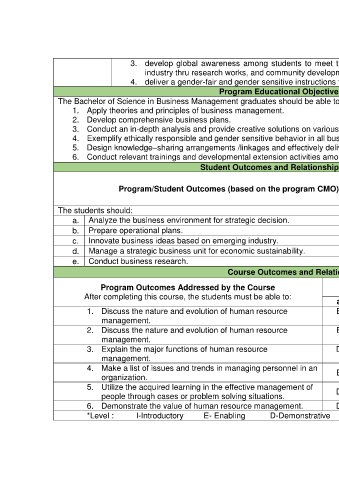 3. develop global awareness among students to meet t
industry thru research works, and community develop
4. deliver a gender-fair and gender sensitive instructions
Program Educational Objective
The Bachelor of Science in Business Management graduates should be able to
1. Apply theories and principles of business management.
2. Develop comprehensive business plans.
3. Conduct an in-depth analysis and provide creative solutions on various
4. Exemplify ethically responsible and gender sensitive behavior in all bus
5. Design knowledge–sharing arrangements /linkages and effectively deli
6. Conduct relevant trainings and developmental extension activities amo
Student Outcomes and Relationship
Program/Student Outcomes (based on the program CMO)
The students should:
a. Analyze the business environment for strategic decision.
b. Prepare operational plans.
c. Innovate business ideas based on emerging industry.
d. Manage a strategic business unit for economic sustainability.
e. Conduct business research.
Course Outcomes and Relati
Program Outcomes Addressed by the Course
After completing this course, the students must be able to:
a
1. Discuss the nature and evolution of human resource
management.
E
2. Discuss the nature and evolution of human resource
management.
E
3. Explain the major functions of human resource
management.
D
4. Make a list of issues and trends in managing personnel in an
organization.
E
5. Utilize the acquired learning in the effective management of
people through cases or problem solving situations.
D
6. Demonstrate the value of human resource management. D
*Level : I-Introductory E- Enabling D-Demonstrative